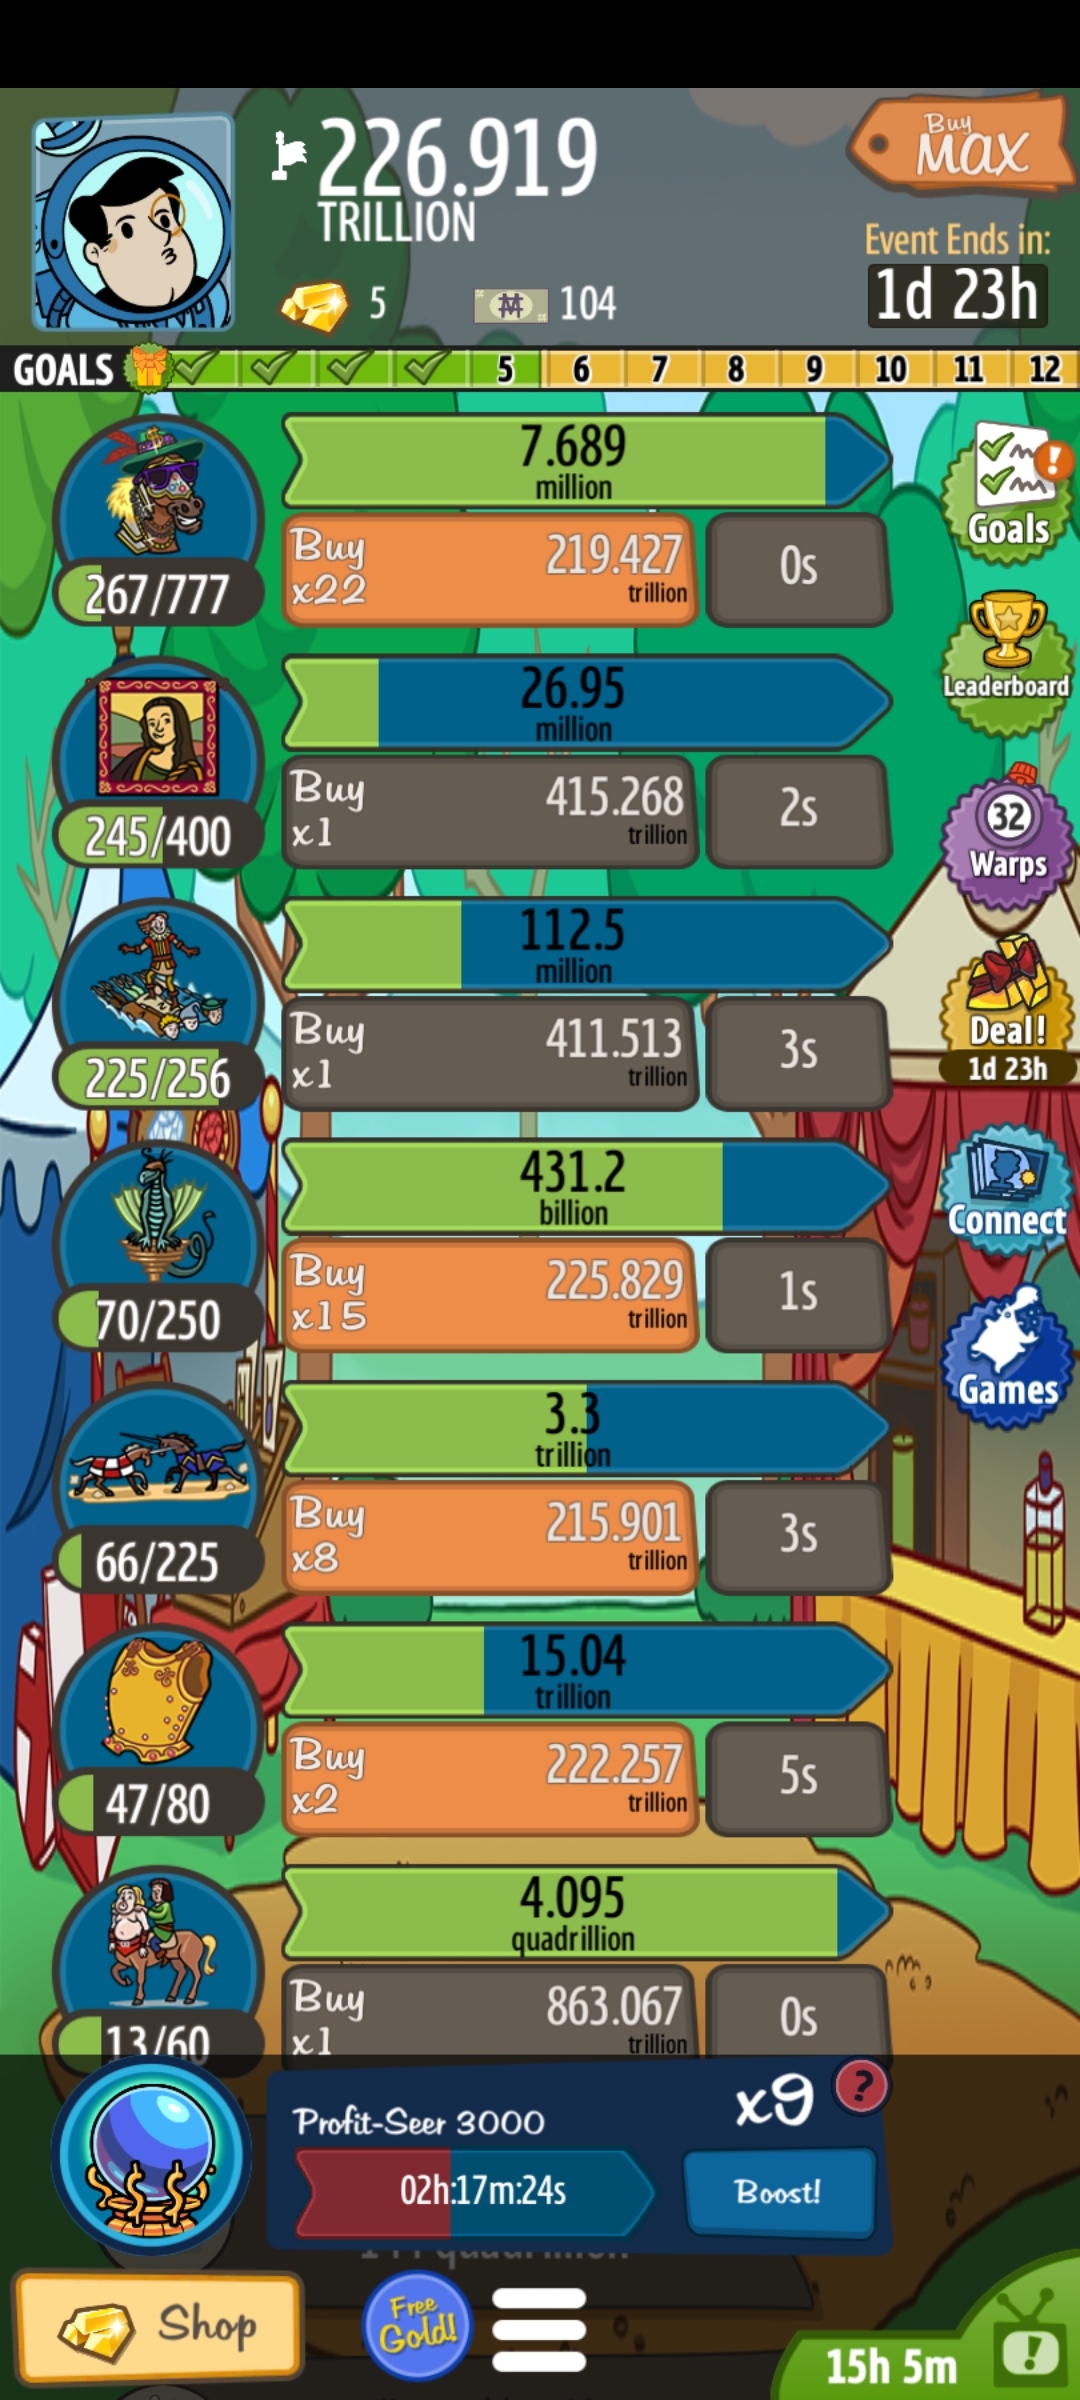 226.919
TRILLION
5
104
Buy
MAX
Event Ends in:
1d 23h
GOALS
5 6 7 8 9 10 11 12
7.689
million
267/777
Buy
x22
219.427
trillion
0s
Goals
26.95
million
245/400
Buy
x1
415.268
trillion
2s
Leaderboard
32
Warps
112.5
million
225/256
Buy
x1
411.513
trillion
3s
Deal!
1d 23h
431.2
billion
70/250
Buy
x15
225.829
trillion
1s
Connect
3.3
trillion
66/225
Buy
x8
215.901
trillion
3s
Games
15.04
trillion
47/80
Buy
x2
222.257
trillion
5s
4.095
quadrillion
13/60
Buy
x1
863.067
trillion
0s
Profit-Seer 3000
x9
?
02h:17m:24s
Boost!
Shop
Free
Gold!
15h 5m